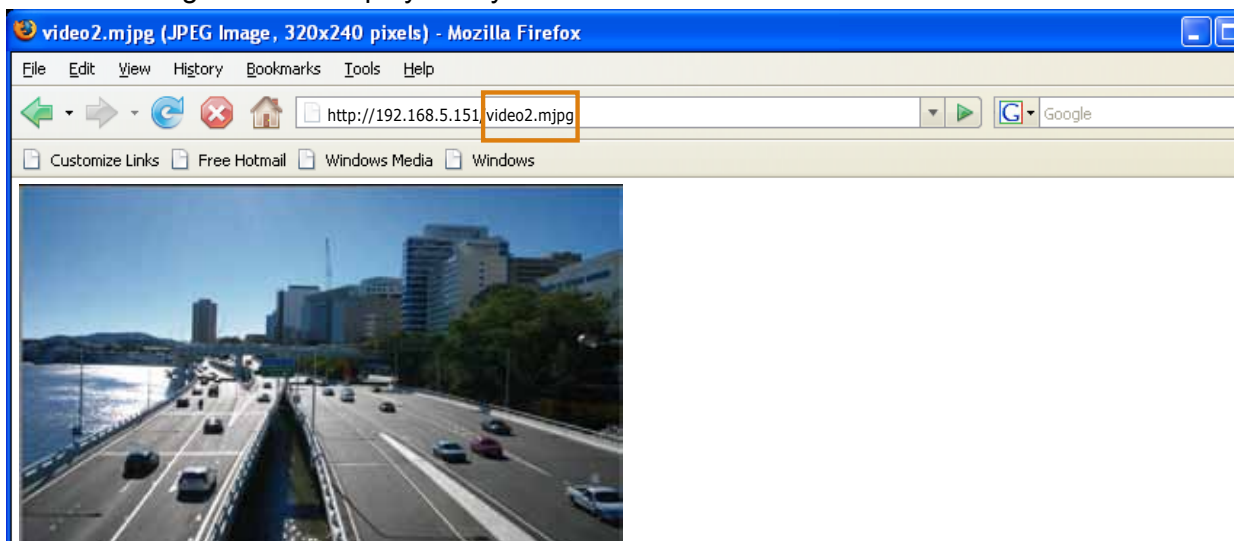 video2.mjpg (JPEG Image, 320x240 pixels) - Mozilla Firefox
File Edit View History Bookmarks Tools Help
http://192.168.5.151/video2.mjpg G Google
Customize Links Free Hotmail Windows Media Windows